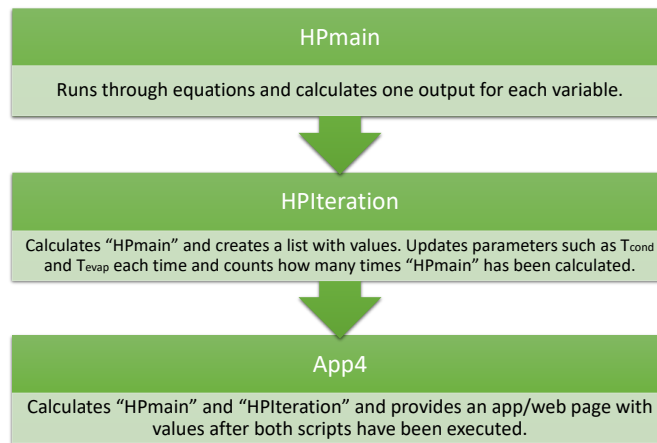 HPmain
Runs through equations and calculates one output for each variable.
HPIteration
Calculates “HPmain” and creates a list with values. Updates parameters such as Tcond
and Tevap each time and counts how many times “HPmain” has been calculated.
App4
Calculates “HPmain” and “HPIteration” and provides an app/web page with
values after both scripts have been executed.